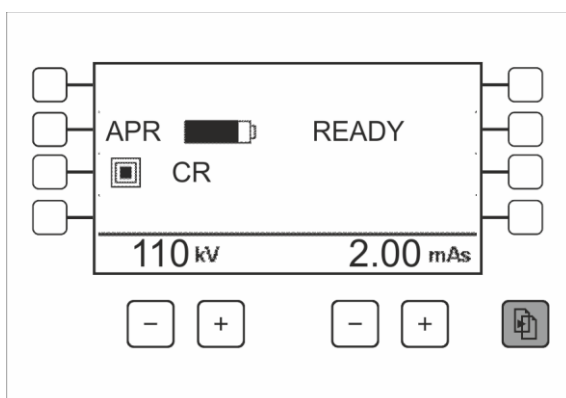 APR READY
CR
110 kV 2.00 mAs
- + - +